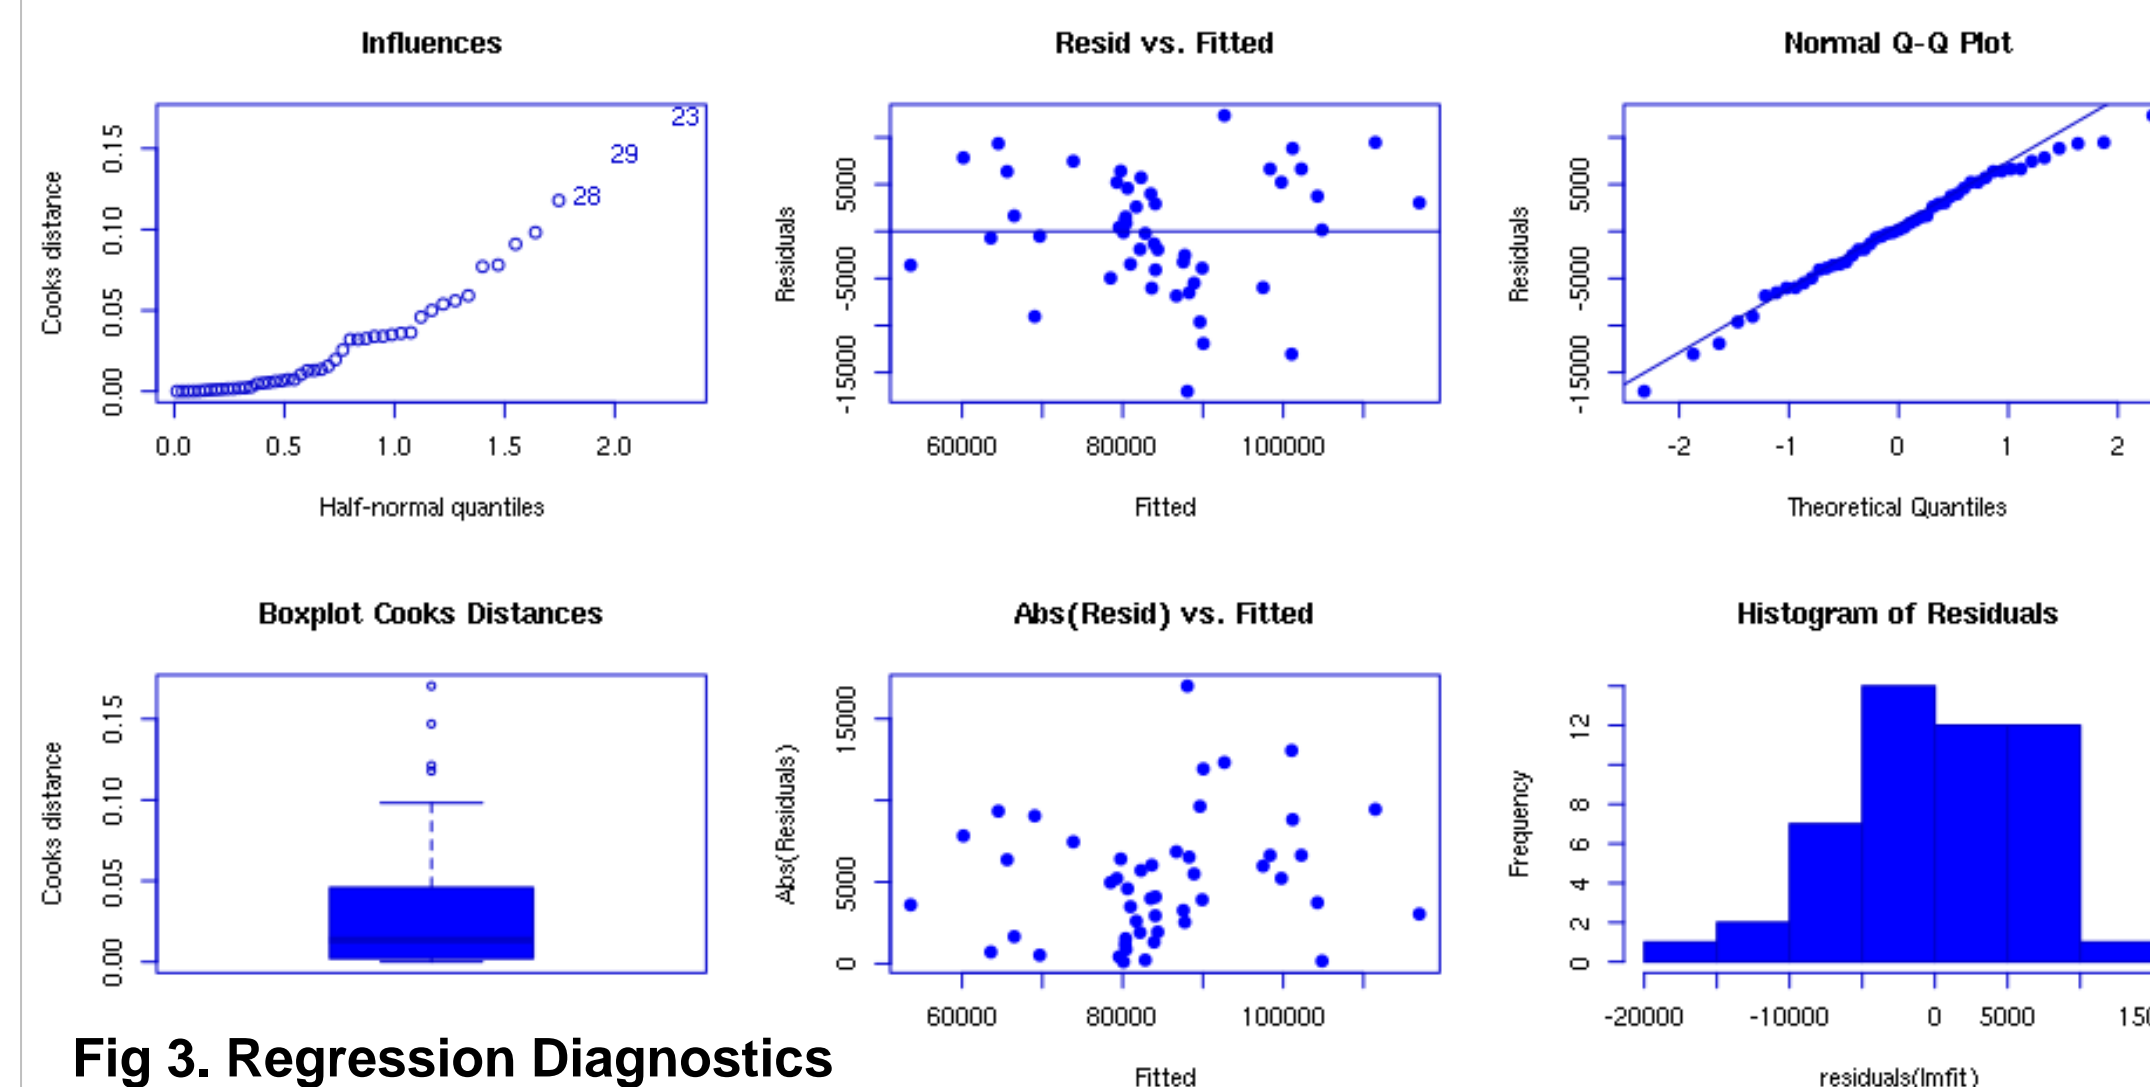 Influences
Cooks distance
0.00 0.05 0.10 0.15
23
29
28
0.0 0.5 1.0 1.5 2.0
Half-normal quantiles
Resid vs. Fitted
Residuals
-15000 -5000 5000
60000 80000 100000
Fitted
Normal Q-Q Plot
Residuals
-15000 -5000 5000
-2 -1 0 1 2
Theoretical Quantiles
Boxplot Cooks Distances
Cooks distance
0.00 0.05 0.10 0.15
Abs(Resid) vs. Fitted
Abs(Residuals)
0 5000 15000
60000 80000 100000
Fitted
Histogram of Residuals
Frequency
0 2 4 6 8 12
-20000 -10000 0 5000
residuals(lmfit)
Fig 3. Regression Diagnostics